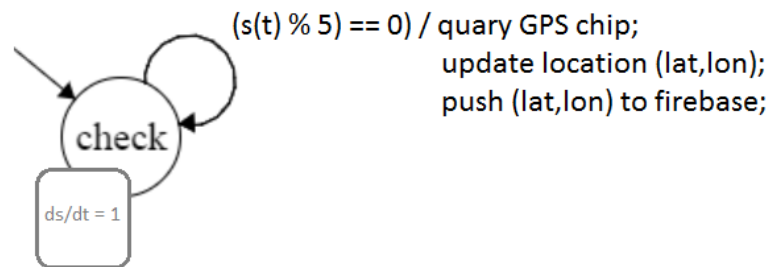 (s(t) % 5) == 0) / quary GPS chip;
update location (lat,lon);
push (lat,lon) to firebase;
check
ds/dt = 1